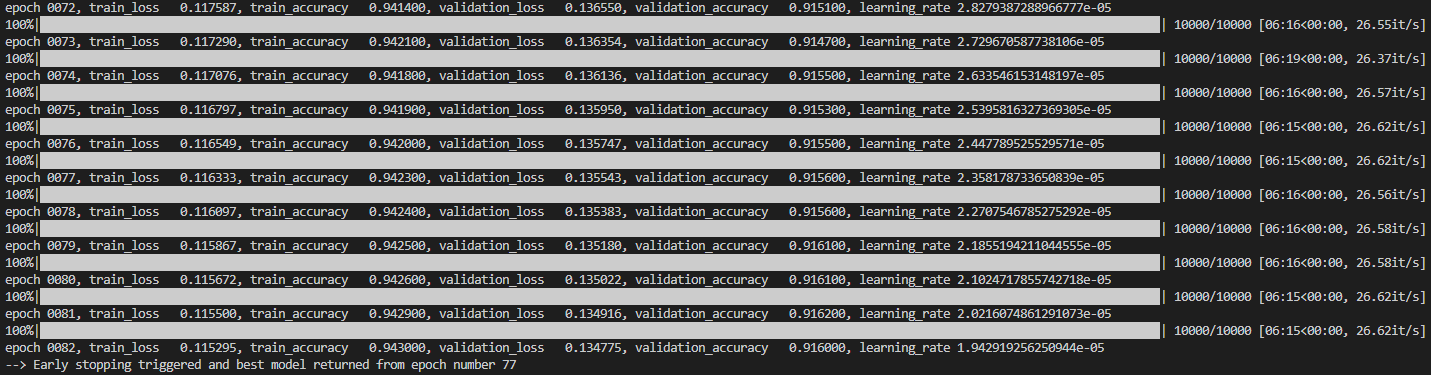 epoch 0072, train_loss   0.117587, train_accuracy   0.941400, validation_loss   0.136550, validation_accuracy   0.915100, learning_rate 2.8279387288966777e-05
100%|| 10000/10000 [06:16<00:00, 26.55it/s]
epoch 0073, train_loss   0.117290, train_accuracy   0.942100, validation_loss   0.136354, validation_accuracy   0.914700, learning_rate 2.729670587738106e-05
100%|| 10000/10000 [06:19<00:00, 26.37it/s]
epoch 0074, train_loss   0.117076, train_accuracy   0.941800, validation_loss   0.136136, validation_accuracy   0.915500, learning_rate 2.633546153148197e-05
100%|| 10000/10000 [06:16<00:00, 26.57it/s]
epoch 0075, train_loss   0.116797, train_accuracy   0.941900, validation_loss   0.135950, validation_accuracy   0.915300, learning_rate 2.5395816327369305e-05
100%|| 10000/10000 [06:15<00:00, 26.62it/s]
epoch 0076, train_loss   0.116549, train_accuracy   0.942000, validation_loss   0.135747, validation_accuracy   0.915500, learning_rate 2.447789525529571e-05
100%|| 10000/10000 [06:15<00:00, 26.62it/s]
epoch 0077, train_loss   0.116333, train_accuracy   0.942300, validation_loss   0.135543, validation_accuracy   0.915600, learning_rate 2.358178733650839e-05
100%|| 10000/10000 [06:16<00:00, 26.56it/s]
epoch 0078, train_loss   0.116097, train_accuracy   0.942400, validation_loss   0.135383, validation_accuracy   0.915600, learning_rate 2.2707546785275292e-05
100%|| 10000/10000 [06:16<00:00, 26.58it/s]
epoch 0079, train_loss   0.115867, train_accuracy   0.942500, validation_loss   0.135180, validation_accuracy   0.916100, learning_rate 2.1855194211044555e-05
100%|| 10000/10000 [06:16<00:00, 26.58it/s]
epoch 0080, train_loss   0.115672, train_accuracy   0.942600, validation_loss   0.135022, validation_accuracy   0.916100, learning_rate 2.1024717855742718e-05
100%|| 10000/10000 [06:15<00:00, 26.62it/s]
epoch 0081, train_loss   0.115500, train_accuracy   0.942900, validation_loss   0.134916, validation_accuracy   0.916200, learning_rate 2.0216074861291073e-05
100%|| 10000/10000 [06:15<00:00, 26.62it/s]
epoch 0082, train_loss   0.115295, train_accuracy   0.943000, validation_loss   0.134775, validation_accuracy   0.916000, learning_rate 1.942919256250944e-05
--> Early stopping triggered and best model returned from epoch number 77